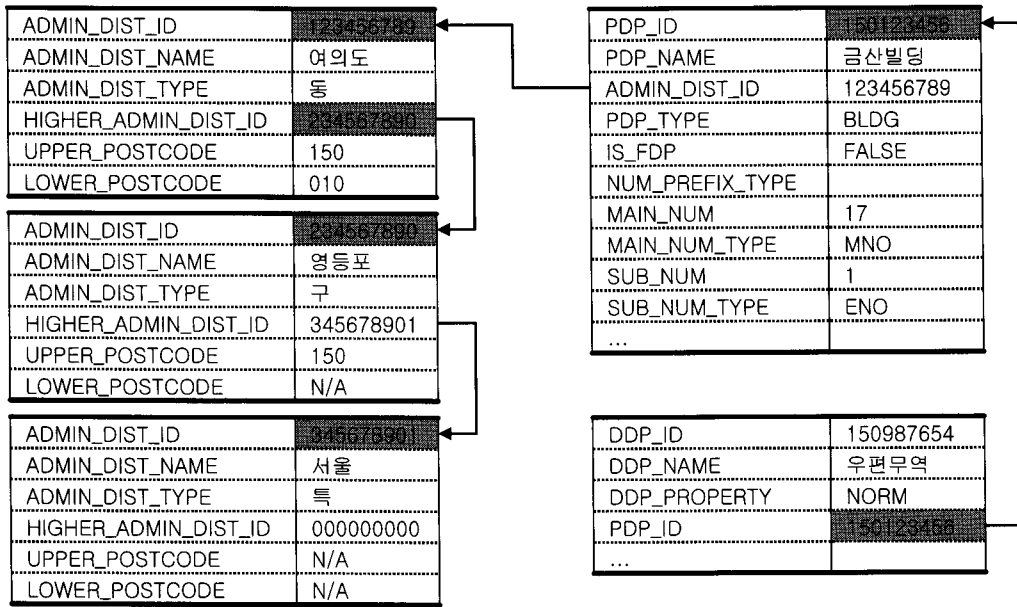 ADMIN_DIST_ID 123456789
ADMIN_DIST_NAME 여의도
ADMIN_DIST_TYPE 동
HIGHER_ADMIN_DIST_ID 234567890
UPPER_POSTCODE 150
LOWER_POSTCODE 010
ADMIN_DIST_ID 234567890
ADMIN_DIST_NAME 영등포
ADMIN_DIST_TYPE 구
HIGHER_ADMIN_DIST_ID 345678901
UPPER_POSTCODE 150
LOWER_POSTCODE N/A
ADMIN_DIST_ID 345678901
ADMIN_DIST_NAME 서울
ADMIN_DIST_TYPE 특
HIGHER_ADMIN_DIST_ID 000000000
UPPER_POSTCODE N/A
LOWER_POSTCODE N/A
PDP_ID 150123456
PDP_NAME 금산빌딩
ADMIN_DIST_ID 123456789
PDP_TYPE BLDG
IS_FDP FALSE
NUM_PREFIX_TYPE
MAIN_NUM 17
MAIN_NUM_TYPE MNO
SUB_NUM 1
SUB_NUM_TYPE ENO
...
DDP_ID 150987654
DDP_NAME 우편무역
DDP_PROPERTY NORM
PDP_ID 150123456
...